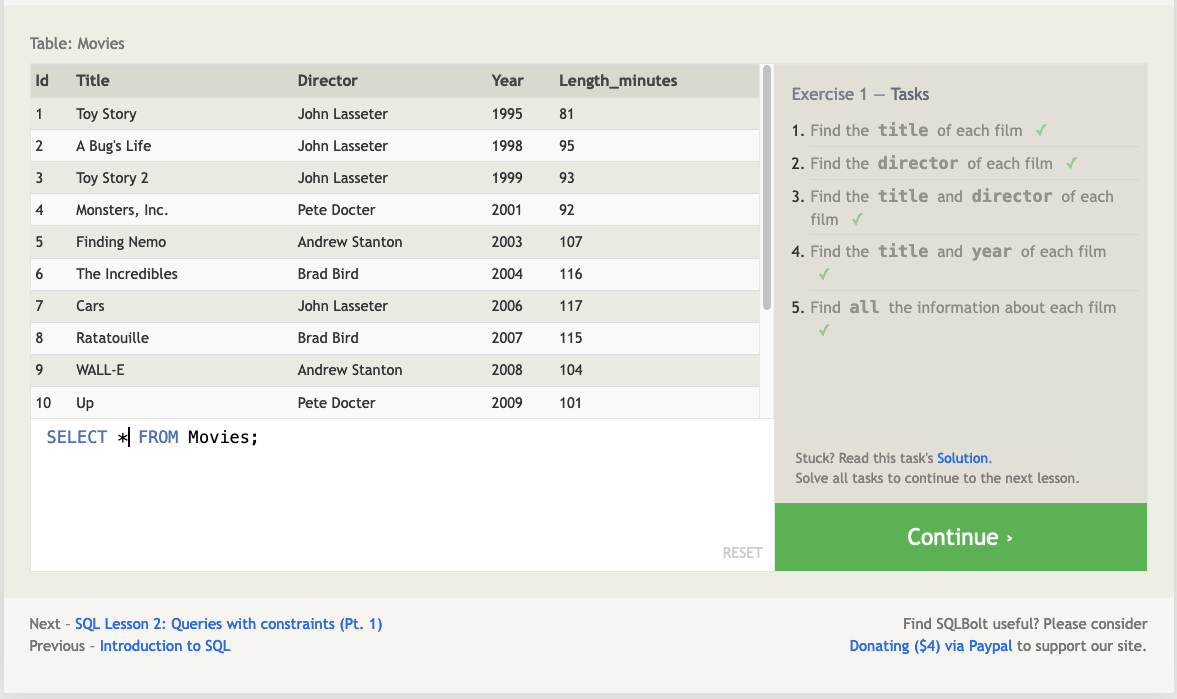 Table: Movies
Id Title Director Year Length_minutes
1 Toy Story John Lasseter 1995 81
2 A Bug's Life John Lasseter 1998 95
3 Toy Story 2 John Lasseter 1999 93
4 Monsters, Inc. Pete Docter 2001 92
5 Finding Nemo Andrew Stanton 2003 107
6 The Incredibles Brad Bird 2004 116
7 Cars John Lasseter 2006 117
8 Ratatouille Brad Bird 2007 115
9 WALL-E Andrew Stanton 2008 104
10 Up Pete Docter 2009 101
SELECT * FROM Movies;
RESET
Exercise 1 — Tasks
1. Find the title of each film ✓
2. Find the director of each film ✓
3. Find the title and director of each
film ✓
4. Find the title and year of each film
✓
5. Find all the information about each film
✓
Stuck? Read this task's Solution.
Solve all tasks to continue to the next lesson.
Continue ›
Next - SQL Lesson 2: Queries with constraints (Pt. 1)
Previous - Introduction to SQL
Find SQLBolt useful? Please consider
Donating ($4) via Paypal to support our site.